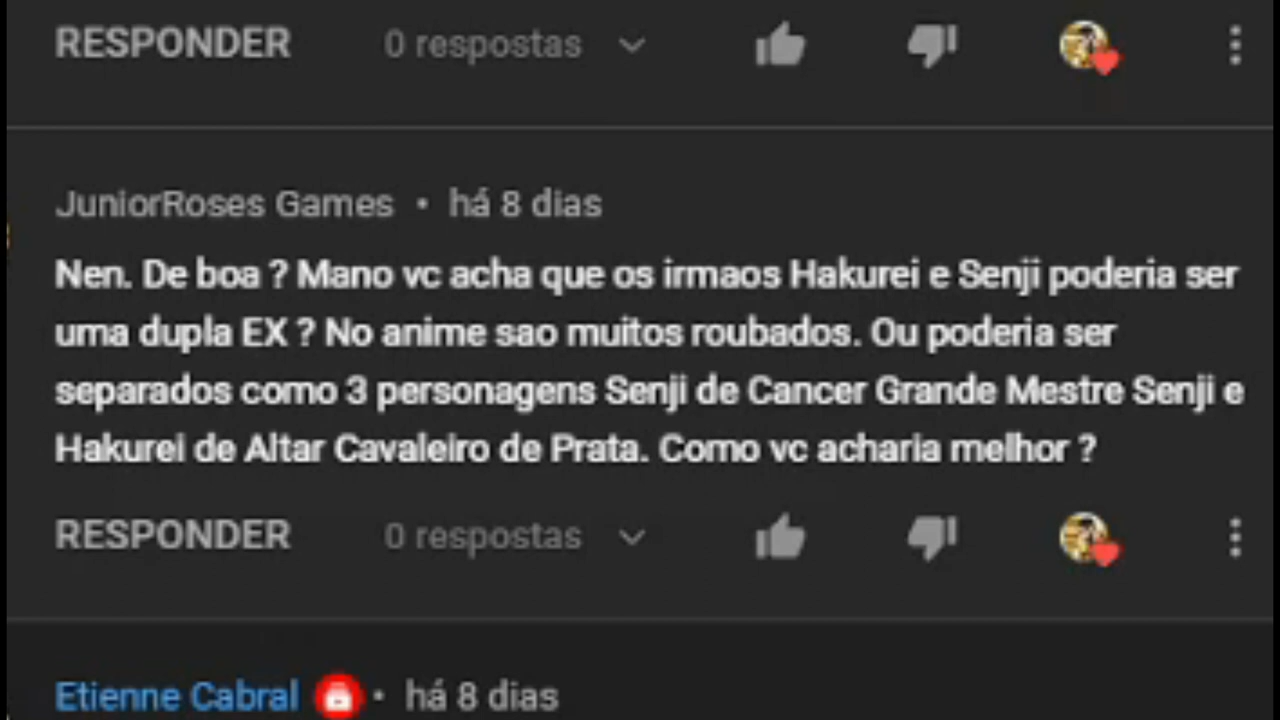 RESPONDER 0 respostas
JuniorRoses Games • há 8 dias
Nen. De boa ? Mano vc acha que os irmaos Hakurei e Senji poderia ser
uma dupla EX ? No anime sao muitos roubados. Ou poderia ser
separados como 3 personagens Senji de Cancer Grande Mestre Senji e
Hakurei de Altar Cavaleiro de Prata. Como vc acharia melhor ?
RESPONDER 0 respostas
Etienne Cabral • há 8 dias